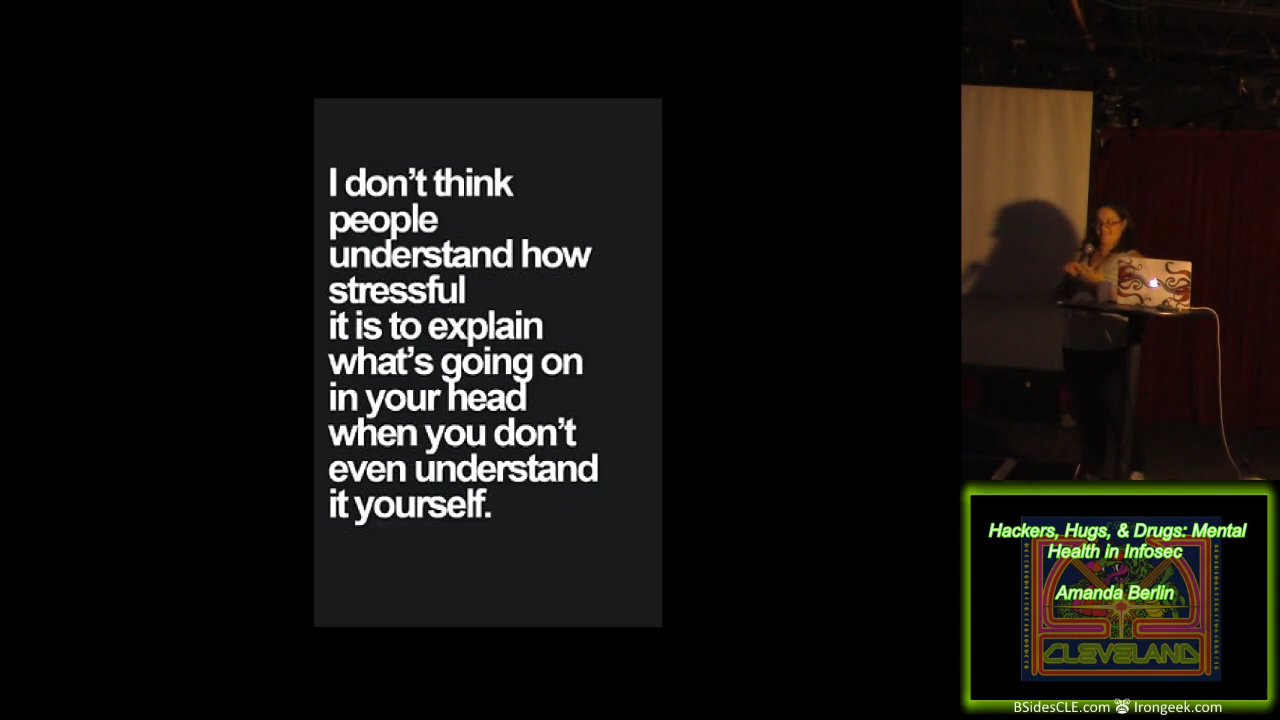 I don't think
people
understand how
stressful
it is to explain
what's going on
in your head
when you don't
even understand
it yourself.
Hackers, Hugs, & Drugs: Mental
Health in Infosec
Amanda Berlin
CLEVELAND
BSidesCLE.com Irongeek.com